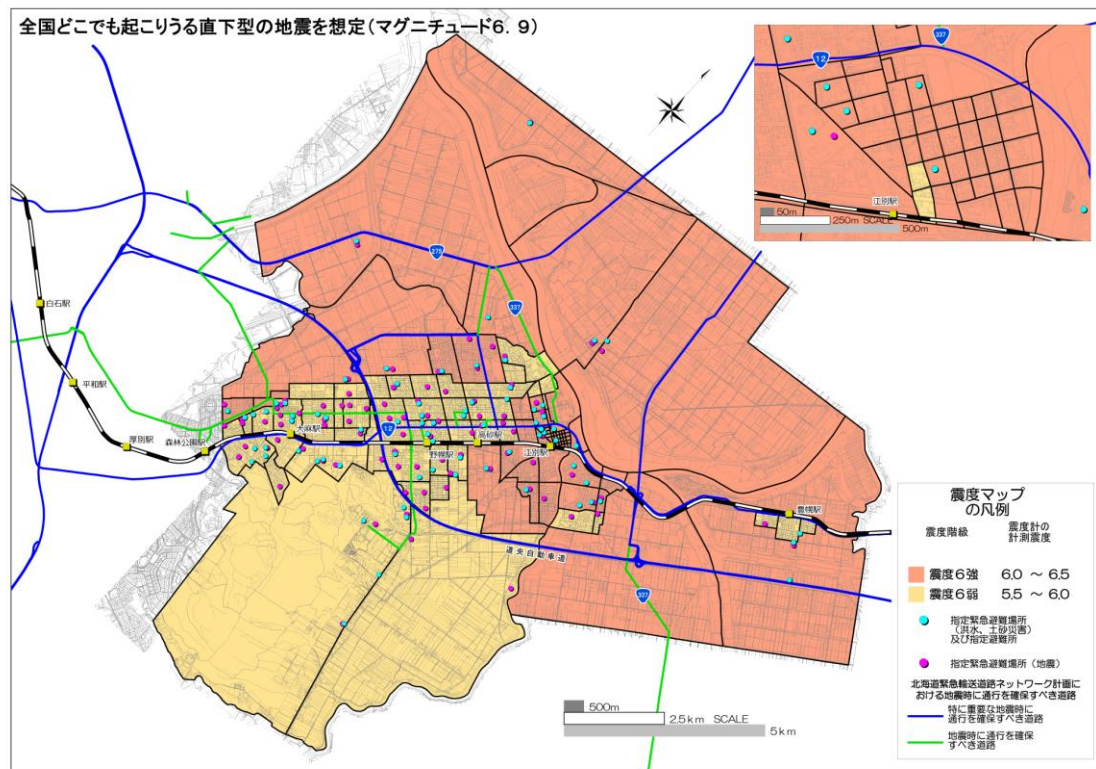 全国どこでも起こりうる直下型の地震を想定(マグニチュード6.9)
337
12
江別駅
50m
250m SCALE
500m
275
337
白石駅
平和駅
厚別駅
森林公園駅
大麻駅
12
野幌駅
高砂駅
江別駅
豊幌駅
道央自動車道
337
500m
2.5km SCALE
5km
震度マップ
の凡例
震度階級
震度計の
計測震度
震度6強 6.0 ～ 6.5
震度6弱 5.5 ～ 6.0
指定緊急避難場所
(洪水、土砂災害)
及び指定避難所
指定緊急避難場所(地震)
北海道緊急輸送道路ネットワーク計画に
おける地震時に通行を確保すべき道路
特に重要な地震時に
通行を確保すべき道路
地震時に通行を確保
すべき道路